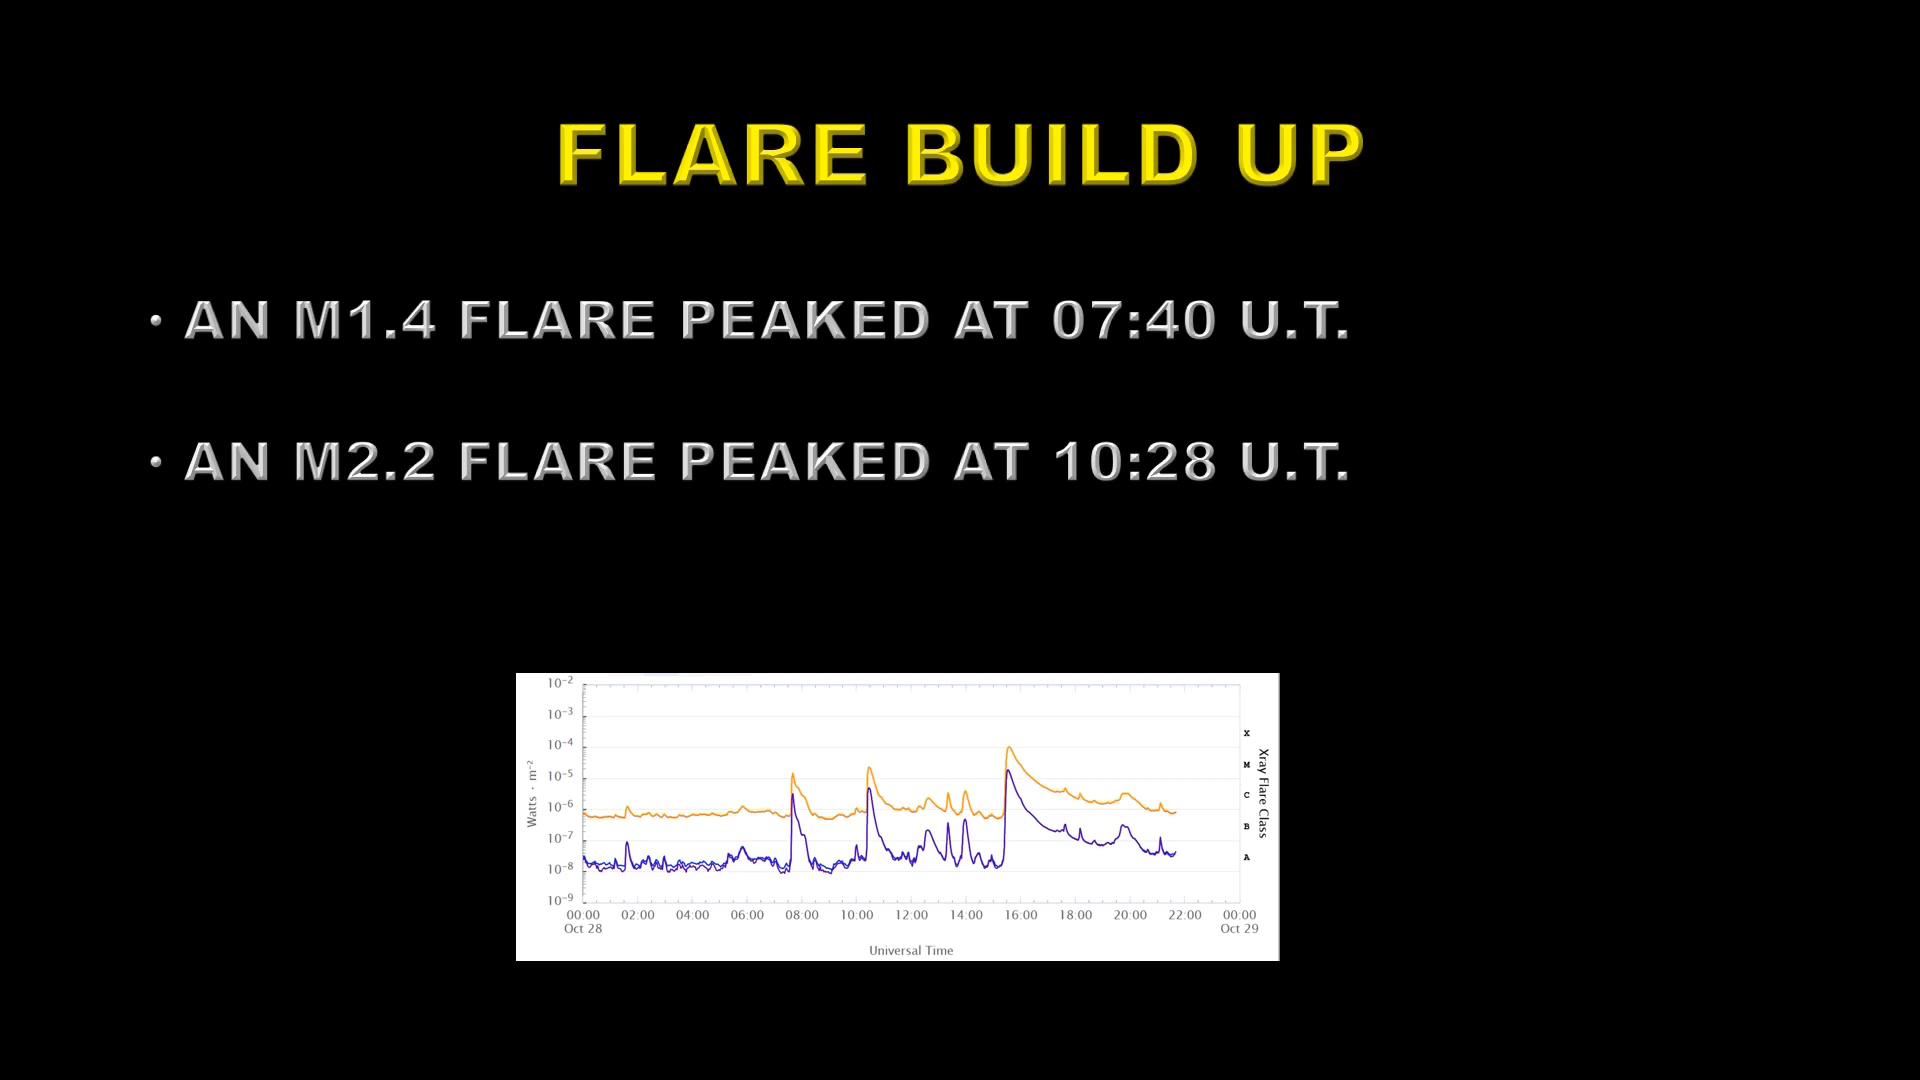 FLARE BUILD UP
• AN M1.4 FLARE PEAKED AT 07:40 U.T.
• AN M2.2 FLARE PEAKED AT 10:28 U.T.
10⁻²
10⁻³
10⁻⁴
10⁻⁵
10⁻⁶
10⁻⁷
10⁻⁸
10⁻⁹
Watts · m⁻²
X
M
C
B
A
Xray Flare Class
00:00 02:00 04:00 06:00 08:00 10:00 12:00 14:00 16:00 18:00 20:00 22:00 00:00
Oct 28 Oct 29
Universal Time